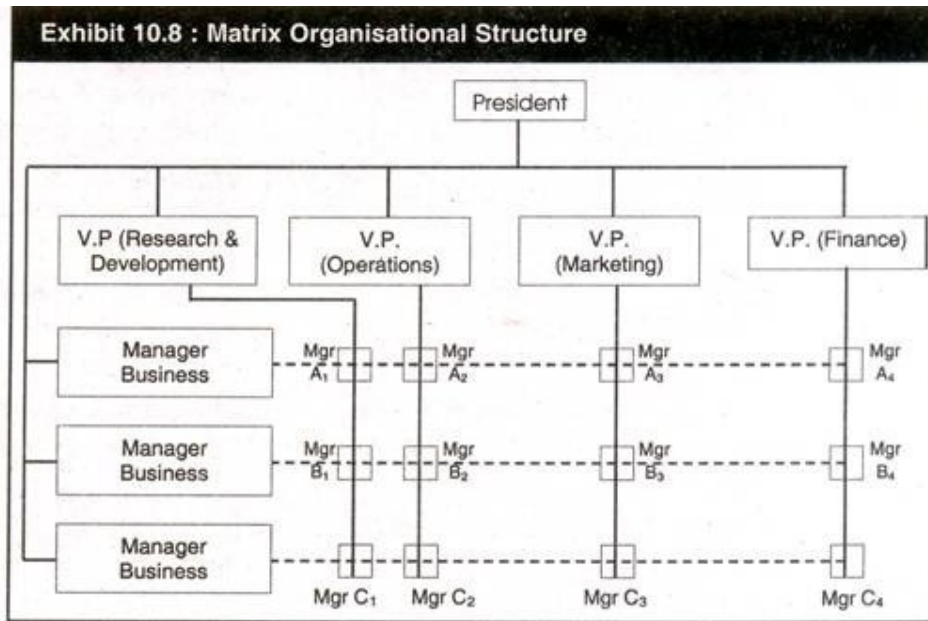 Exhibit 10.8 : Matrix Organisational Structure
President
V.P (Research &
Development)
V.P.
(Operations)
V.P.
(Marketing)
V.P. (Finance)
Manager
Business
Mgr
A₁
Mgr
A₂
Mgr
A₃
Mgr
A₄
Manager
Business
Mgr
B₁
Mgr
B₂
Mgr
B₃
Mgr
B₄
Manager
Business
Mgr C₁
Mgr C₂
Mgr C₃
Mgr C₄